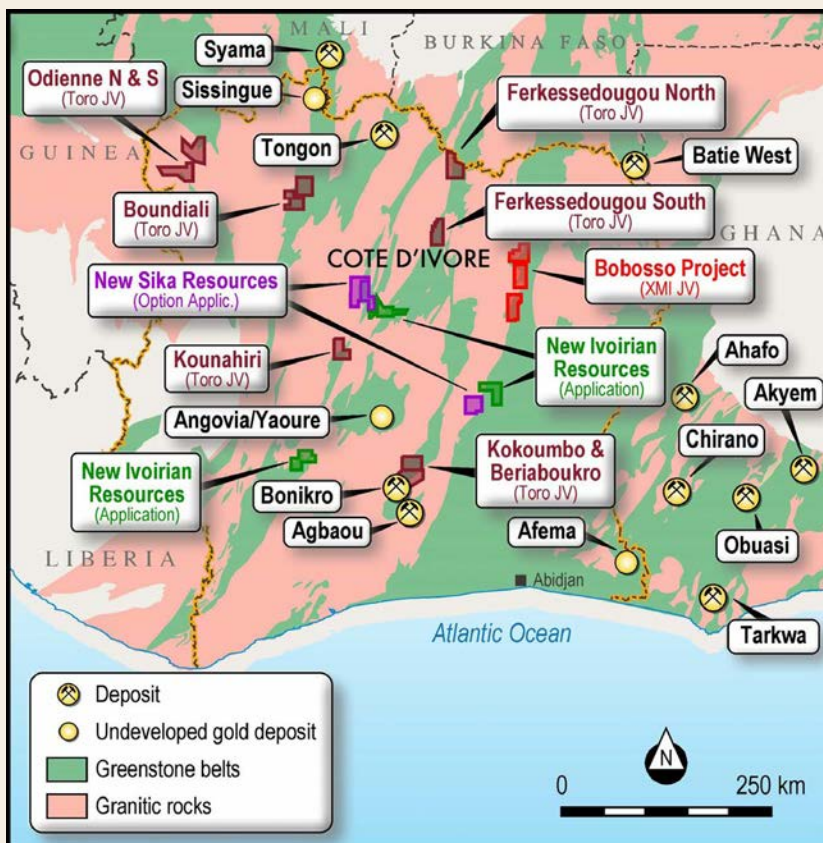 MALI
BURKINA FASO
Syama
Odienne N & S
(Toro JV)
Sissingue
Ferkessedougou North
(Toro JV)
GUINEA
Tongon
Batie West
Boundiali
(Toro JV)
Ferkessedougou South
(Toro JV)
GHANA
COTE D'IVORE
New Sika Resources
(Option Applic.)
Bobosso Project
(XMI JV)
Kounahiri
(Toro JV)
New Ivoirian
Resources
(Application)
Ahafo
Akyem
Angovia/Yaoure
Chirano
New Ivoirian
Resources
(Application)
Bonikro
Kokoumbo &
Beriaboukro
(Toro JV)
Agbaou
Afema
Obuasi
LIBERIA
Abidjan
Tarkwa
Atlantic Ocean
Deposit
Undeveloped gold deposit
Greenstone belts
Granitic rocks
N
0 250 km